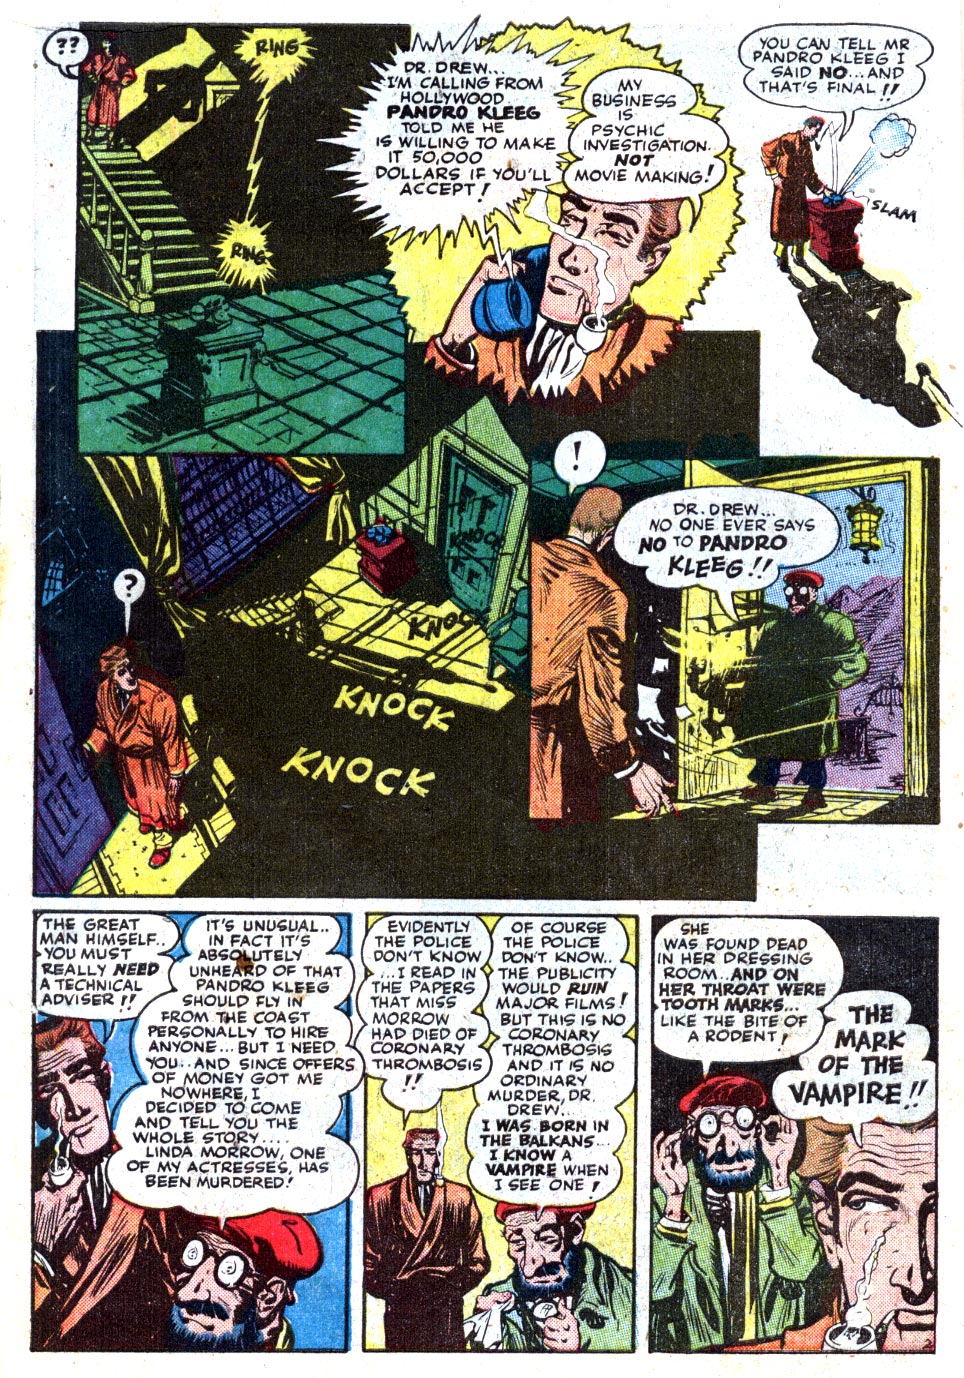 ??
RING
RING
DR. DREW...
I'M CALLING FROM
HOLLYWOOD..
PANDRO KLEEG
TOLD ME HE
IS WILLING TO MAKE
IT 50,000
DOLLARS IF YOU'LL
ACCEPT!
MY
BUSINESS
IS
PSYCHIC
INVESTIGATION..
NOT
MOVIE MAKING!
YOU CAN TELL MR
PANDRO KLEEG I
SAID NO...AND
THAT'S FINAL!!
SLAM
?
KNOCK
KNOCK
KNOCK
KNOCK
!
DR. DREW...
NO ONE EVER SAYS
NO TO PANDRO
KLEEG!!
THE GREAT
MAN HIMSELF..
YOU MUST
REALLY NEED
A TECHNICAL
ADVISER!!
IT'S UNUSUAL..
IN FACT IT'S
ABSOLUTELY
UNHEARD OF THAT
PANDRO KLEEG
SHOULD FLY IN
FROM THE COAST
PERSONALLY TO HIRE
ANYONE...BUT I NEED
YOU..AND SINCE OFFERS
OF MONEY GOT ME
NOWHERE, I
DECIDED TO COME
AND TELL YOU THE
WHOLE STORY....
LINDA MORROW, ONE
OF MY ACTRESSES, HAS
BEEN MURDERED!
EVIDENTLY
THE POLICE
DON'T KNOW
...I READ IN
THE PAPERS
THAT MISS
MORROW
HAD DIED OF
CORONARY
THROMBOSIS
!!
OF COURSE
THE POLICE
DON'T KNOW..
THE PUBLICITY
WOULD RUIN
MAJOR FILMS!
BUT THIS IS NO
CORONARY
THROMBOSIS
AND IT IS NO
ORDINARY
MURDER, DR.
DREW....
I WAS BORN IN
THE BALKANS...
I KNOW A
VAMPIRE WHEN
I SEE ONE!
SHE
WAS FOUND DEAD
IN HER DRESSING
ROOM...AND ON
HER THROAT WERE
TOOTH MARKS...
LIKE THE BITE OF
A RODENT!
THE
MARK
OF THE
VAMPIRE!!